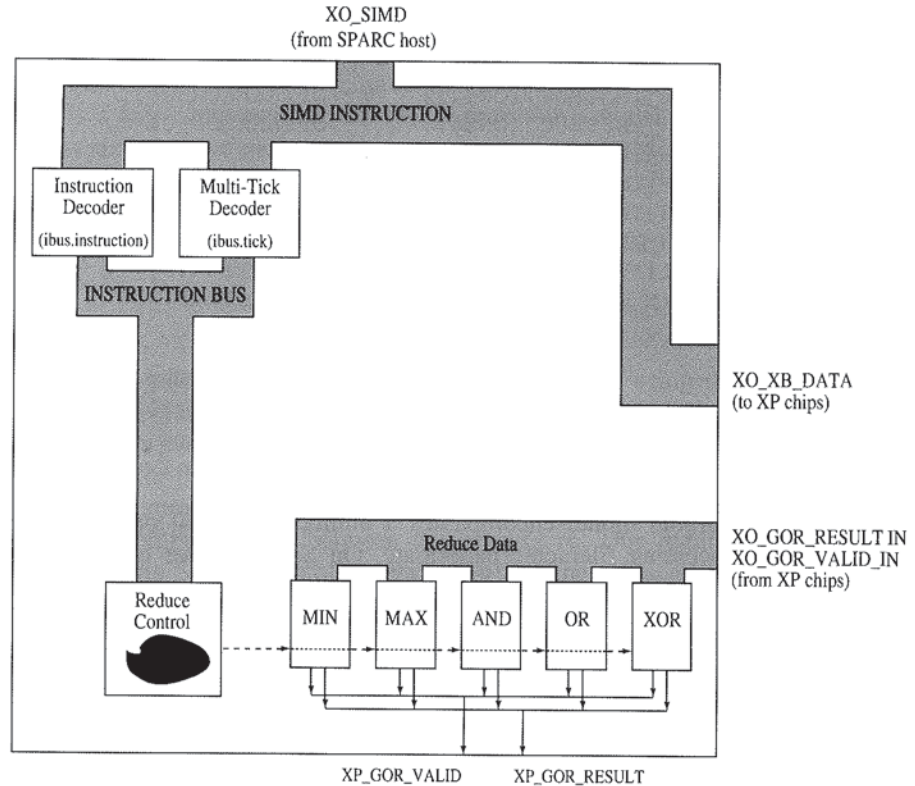 XO_SIMD
(from SPARC host)
SIMD INSTRUCTION
Instruction
Decoder
(ibus.instruction)
Multi-Tick
Decoder
(ibus.tick)
INSTRUCTION BUS
XO_XB_DATA
(to XP chips)
Reduce Data
XO_GOR_RESULT IN
XO_GOR_VALID_IN
(from XP chips)
Reduce
Control
MIN
MAX
AND
OR
XOR
XP_GOR_VALID
XP_GOR_RESULT